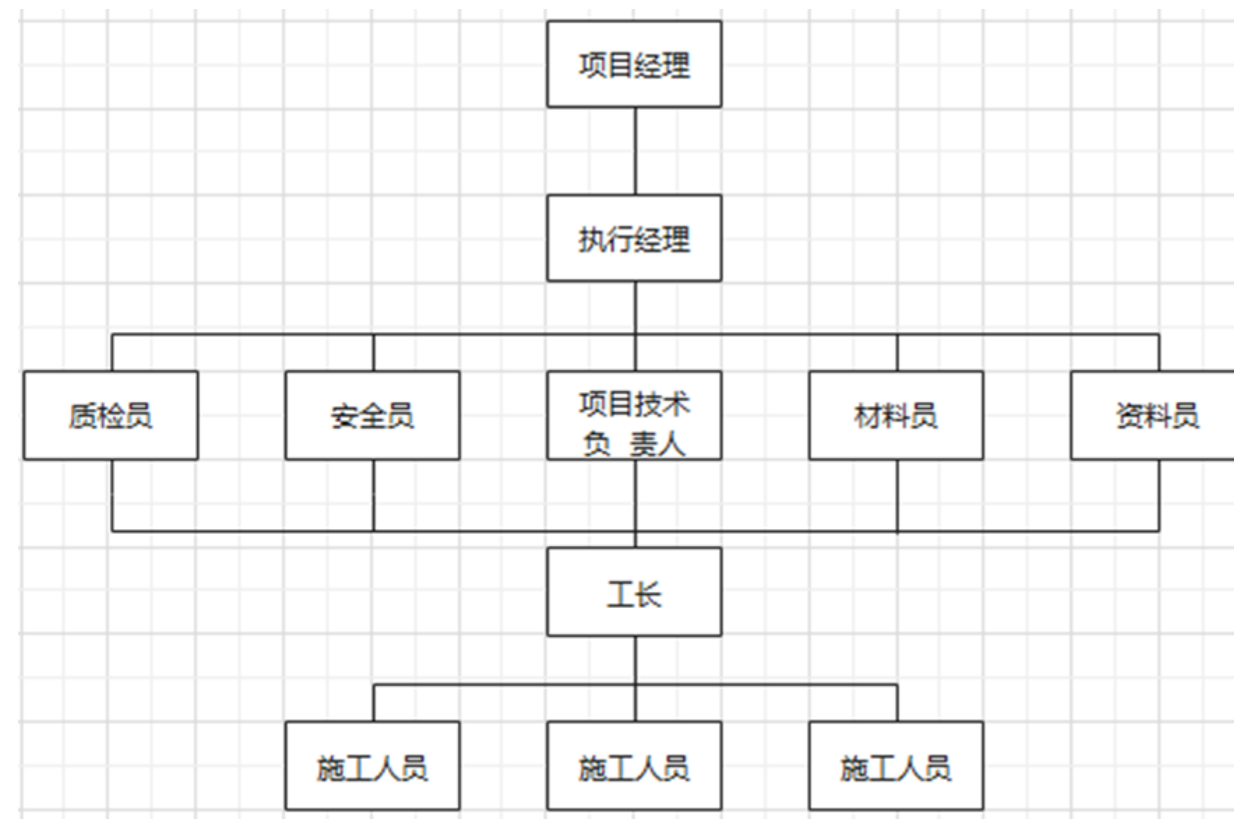 项目经理
执行经理
质检员
安全员
项目技术
负 责人
材料员
资料员
工长
施工人员
施工人员
施工人员